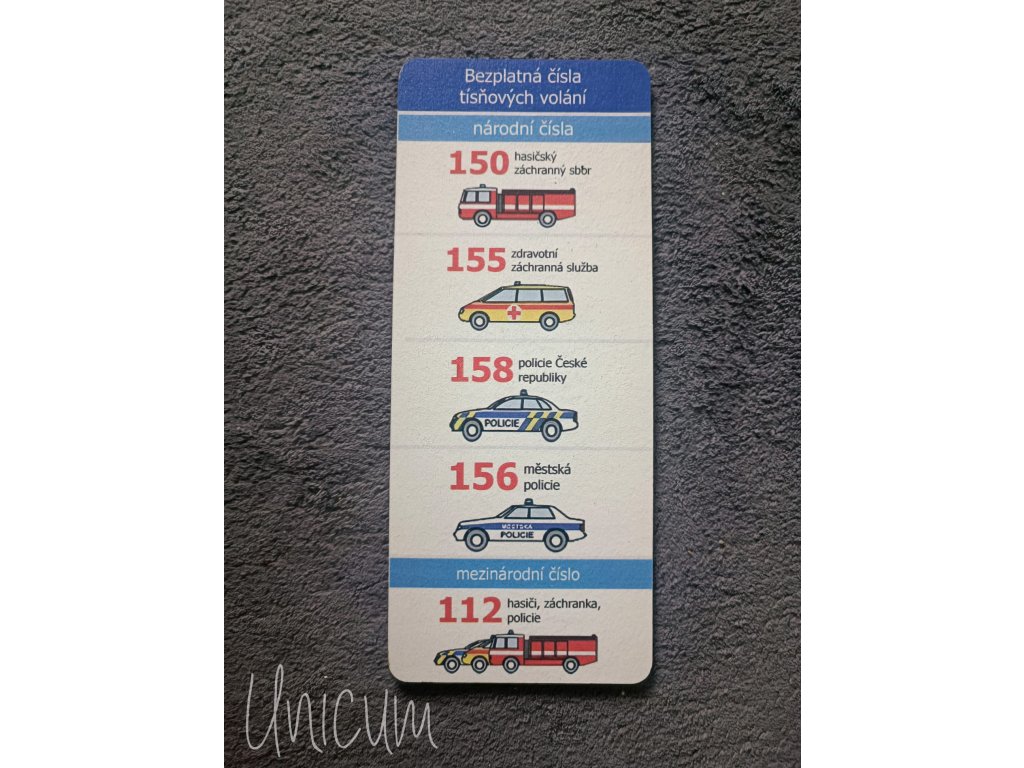 Bezplatná čísla
tísňových volání
národní čísla
150 hasičský
záchranný sbor
155 zdravotní
záchranná služba
158 policie České
republiky
POLICIE
156 městská
policie
MĚSTSKÁ
POLICIE
mezinárodní číslo
112 hasiči, záchranka,
policie
Unicum